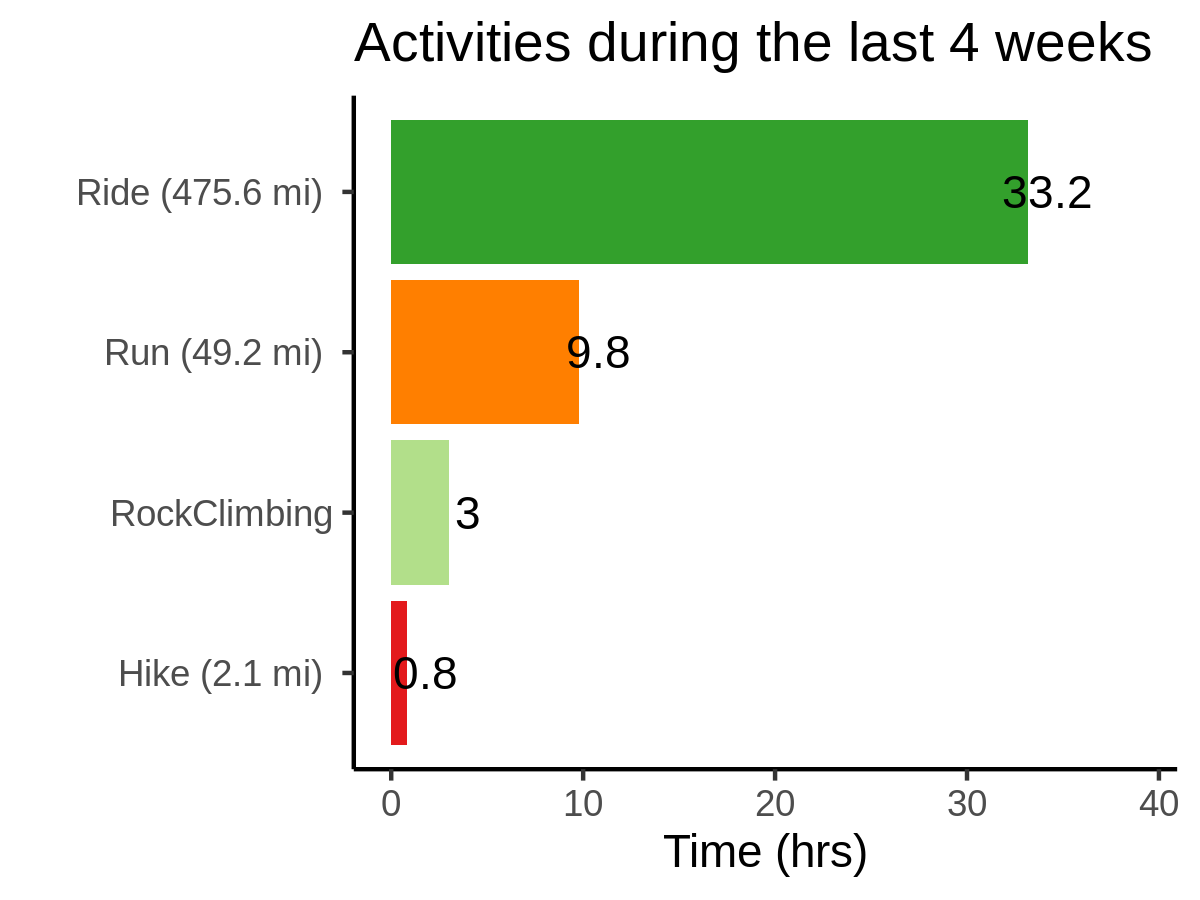 Activities during the last 4 weeks
Ride (475.6 mi)
33.2
Run (49.2 mi)
9.8
RockClimbing
3
Hike (2.1 mi)
0.8
0 10 20 30 40
Time (hrs)